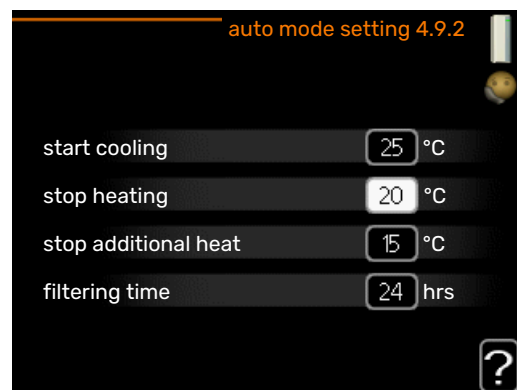 auto mode setting 4.9.2
start cooling 25 °C
stop heating 20 °C
stop additional heat 15 °C
filtering time 24 hrs
?